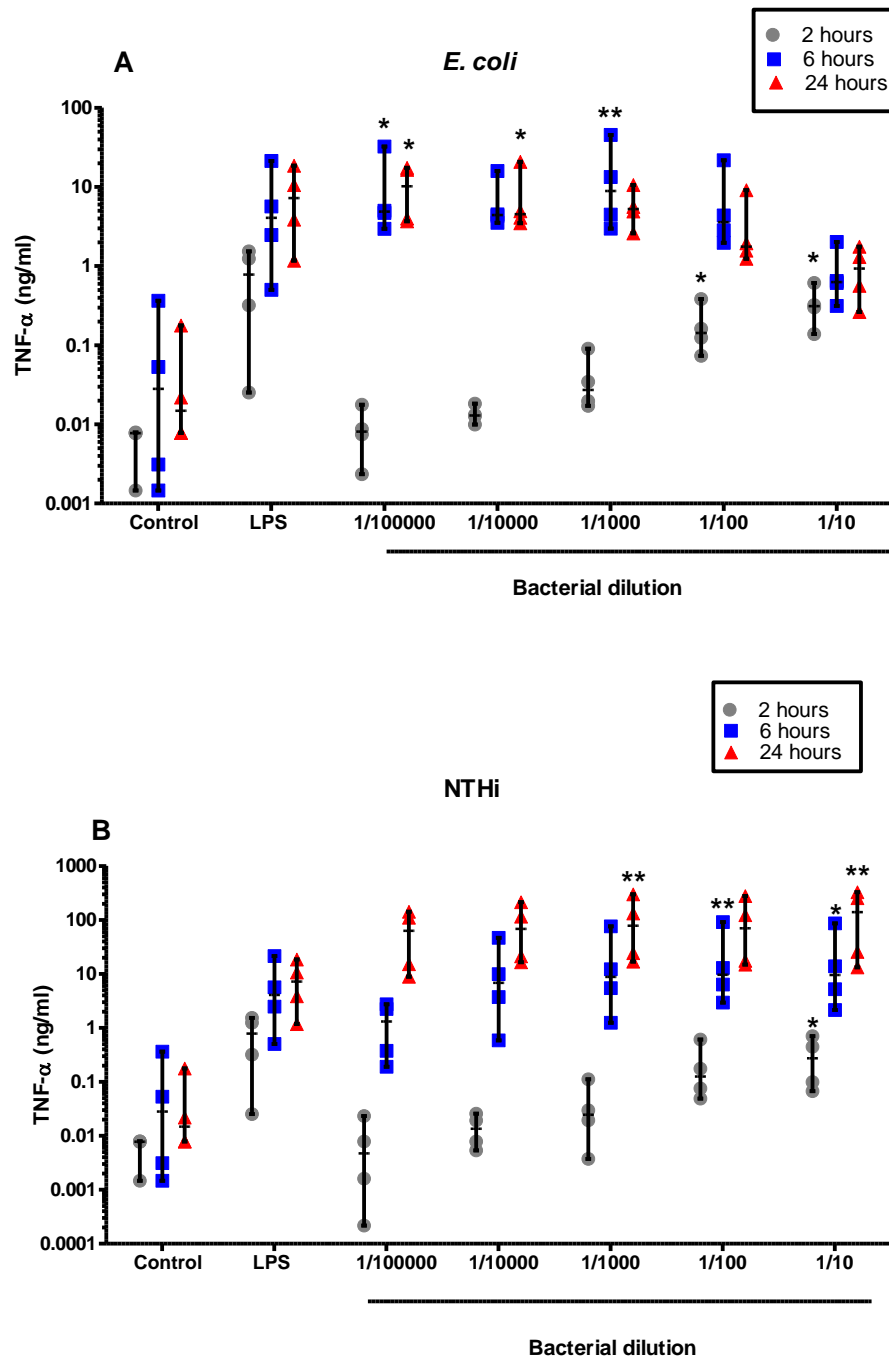 2 hours
6 hours
24 hours
A
E. coli
* * * **
* *
100
10
1
0.1
0.01
0.001
TNF-α (ng/ml)
Control LPS 1/100000 1/10000 1/1000 1/100 1/10
Bacterial dilution
2 hours
6 hours
24 hours
NTHi
B
** ** * **
*
1000
100
10
1
0.1
0.01
0.001
0.0001
TNF-α (ng/ml)
Control LPS 1/100000 1/10000 1/1000 1/100 1/10
Bacterial dilution